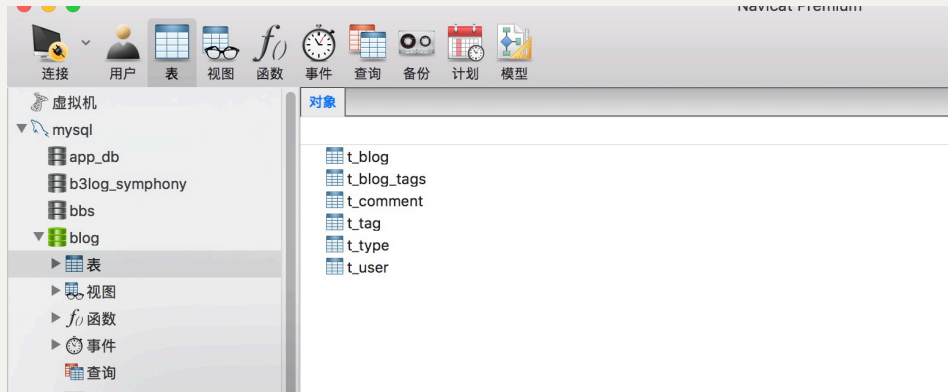 Navicat Premium
连接 用户 表 视图 函数 事件 查询 备份 计划 模型
虚拟机
mysql
app_db
b3log_symphony
bbs
blog
表
视图
函数
事件
查询
对象
t_blog
t_blog_tags
t_comment
t_tag
t_type
t_user